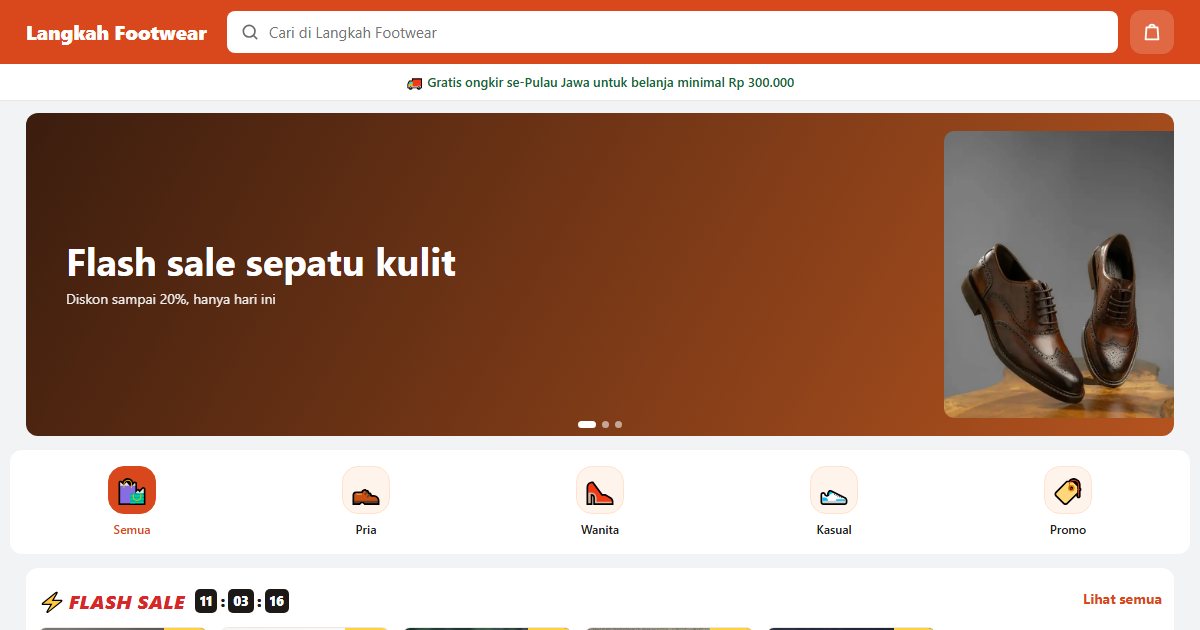 Langkah Footwear
Cari di Langkah Footwear
Gratis ongkir se-Pulau Jawa untuk belanja minimal Rp 300.000
Flash sale sepatu kulit
Diskon sampai 20%, hanya hari ini
Semua
Pria
Wanita
Kasual
Promo
FLASH SALE 11 : 03 : 16
Lihat semua